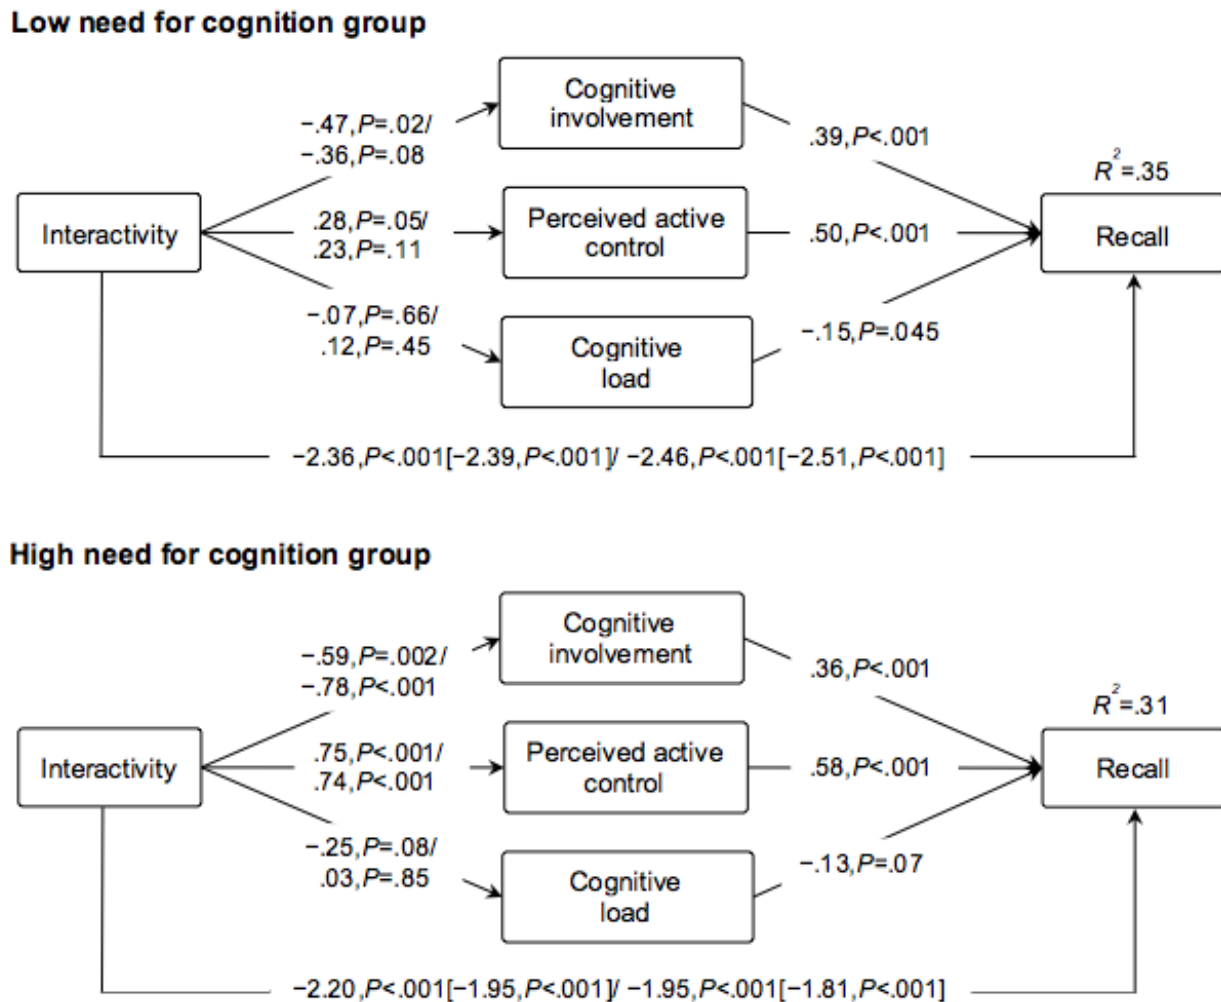 Low need for cognition group
Cognitive
involvement
−.47,P=.02/
−.36,P=.08
.39,P<.001
R²=.35
Interactivity
.28,P=.05/
.23,P=.11
Perceived active
control
.50,P<.001
Recall
−.07,P=.66/
.12,P=.45
Cognitive
load
−.15,P=.045
−2.36,P<.001[−2.39,P<.001]/ −2.46,P<.001[−2.51,P<.001]
High need for cognition group
Cognitive
involvement
−.59,P=.002/
−.78,P<.001
.36,P<.001
R²=.31
Interactivity
.75,P<.001/
.74,P<.001
Perceived active
control
.58,P<.001
Recall
−.25,P=.08/
.03,P=.85
Cognitive
load
−.13,P=.07
−2.20,P<.001[−1.95,P<.001]/ −1.95,P<.001[−1.81,P<.001]